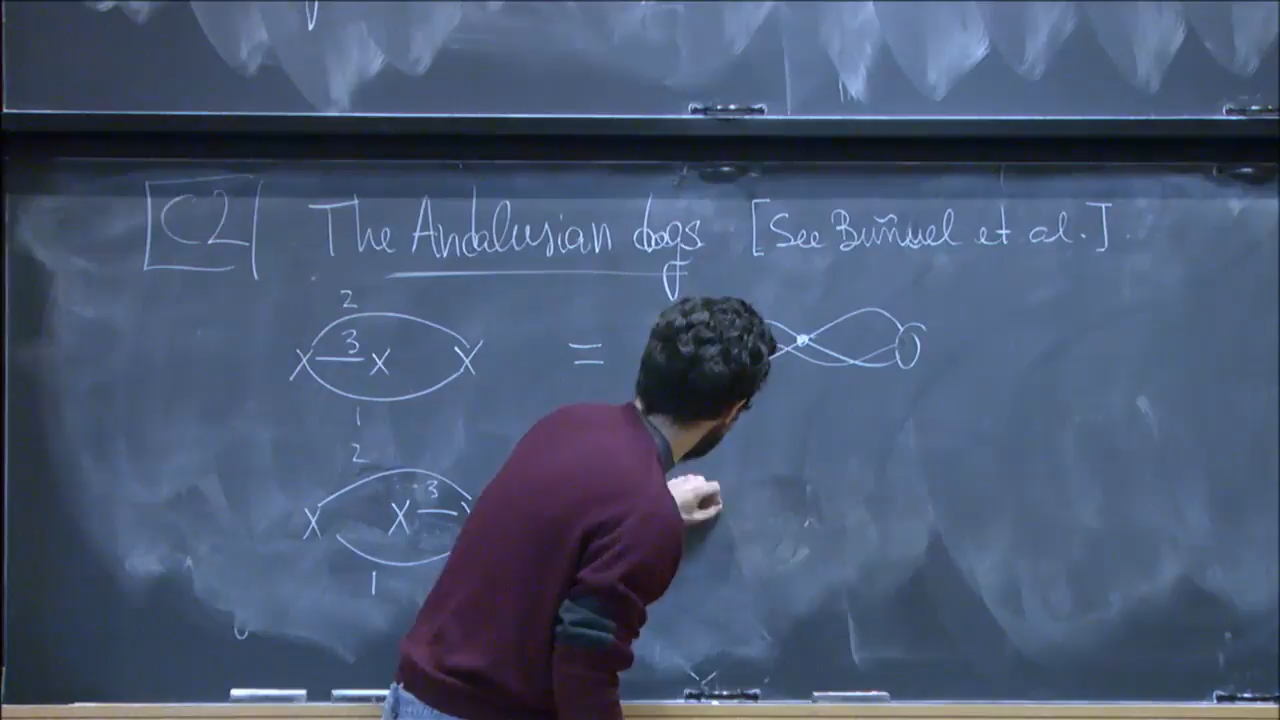 C2 The Andalusian dogs [See Buñuel et al.]
2
x 3 x x =
1
2
x x 3
1